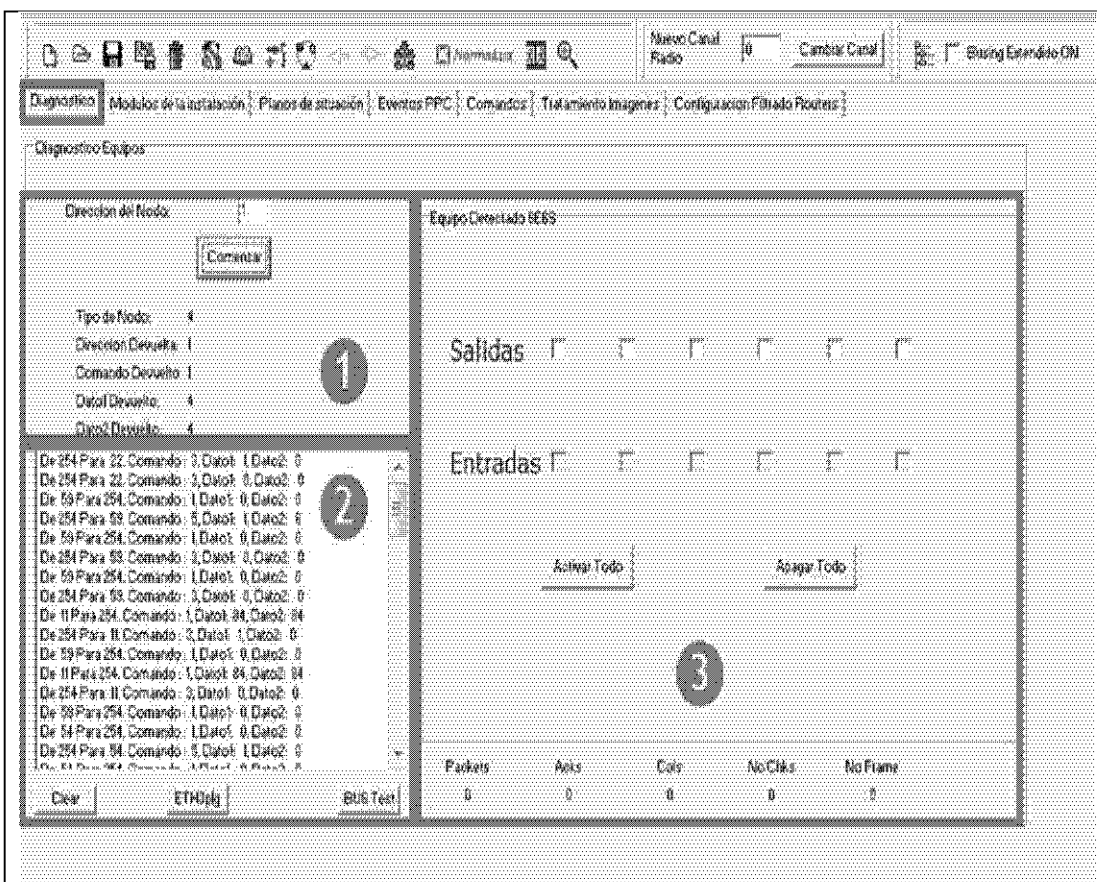 Normalizar
Nuevo Canal
Radio
0
Cambiar Canal
Busing Extendido ON
Diagnostico
Modulos de la instalación
Planos de situación
Eventos PPC
Comandos
Tratamiento Imagenes
Configuracion Filtrado Routers
Diagnostico Equipos
Direccion del Nodo: 1
Comenzar
Tipo de Nodo: 4
Direccion Devuelta: 1
Comando Devuelto: 1
Dato1 Devuelto: 4
Dato2 Devuelto: 4
1
De 254 Para 22. Comando : 3, Dato1: 1, Dato2: 0
De 254 Para 22. Comando : 3, Dato1: 0, Dato2: 0
De 59 Para 254. Comando : 1, Dato1: 0, Dato2: 0
De 254 Para 59. Comando : 5, Dato1: 1, Dato2: 6
De 59 Para 254. Comando : 1, Dato1: 0, Dato2: 0
De 254 Para 59. Comando : 3, Dato1: 0, Dato2: 0
De 59 Para 254. Comando : 1, Dato1: 0, Dato2: 0
De 254 Para 59. Comando : 3, Dato1: 0, Dato2: 0
De 11 Para 254. Comando : 1, Dato1: 84, Dato2: 84
De 254 Para 11. Comando : 3, Dato1: 1, Dato2: 0
De 59 Para 254. Comando : 1, Dato1: 0, Dato2: 0
De 11 Para 254. Comando : 1, Dato1: 84, Dato2: 84
De 254 Para 11. Comando : 3, Dato1: 0, Dato2: 0
De 59 Para 254. Comando : 1, Dato1: 0, Dato2: 0
De 54 Para 254. Comando : 1, Dato1: 0, Dato2: 0
De 254 Para 54. Comando : 5, Dato1: 1, Dato2: 0
2
Clear
BUS Test
Equipo Detectado 6E6S
Salidas
Entradas
Activar Todo
Apagar Todo
3
Packets Acks Cols No Chks No Frame
0 0 0 0 0